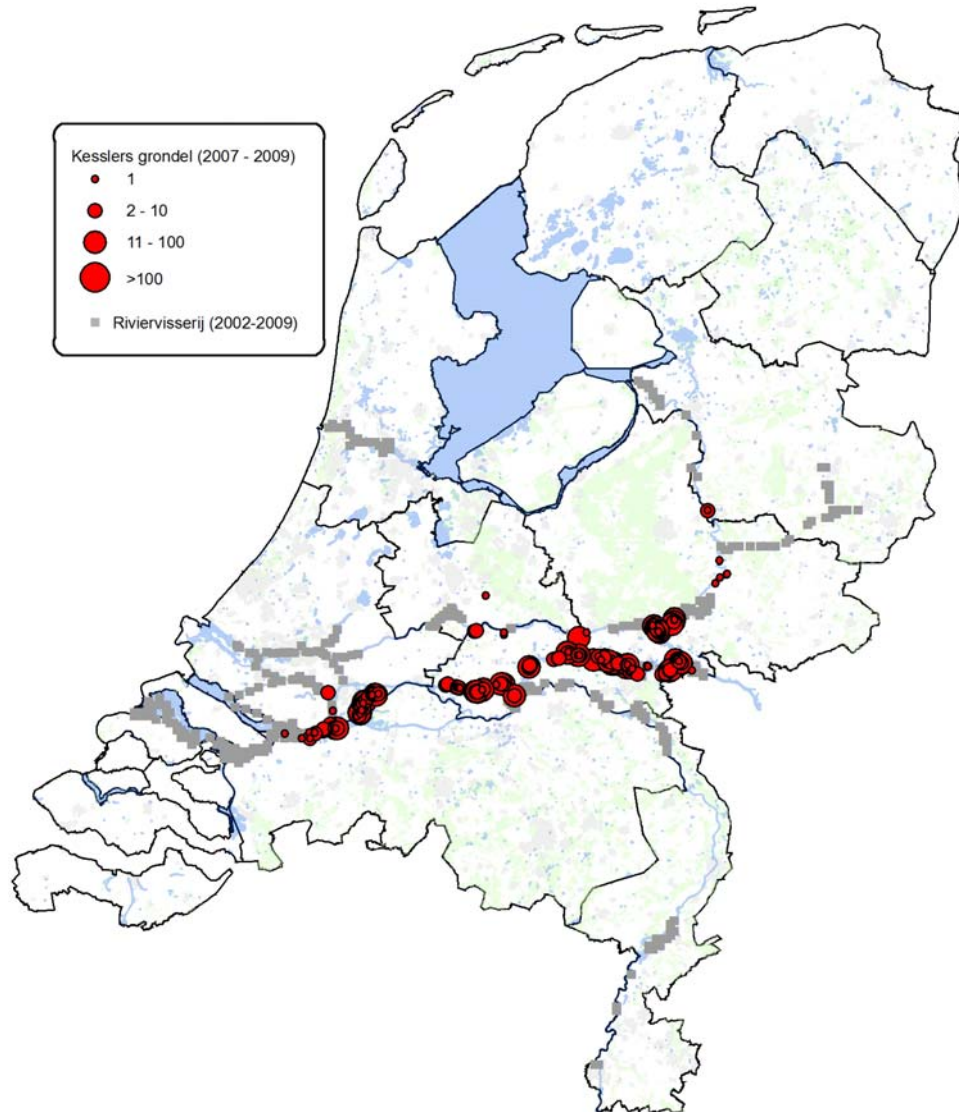 Kesslers grondel (2007 - 2009)
1
2 - 10
11 - 100
>100
Riviervisserij (2002-2009)